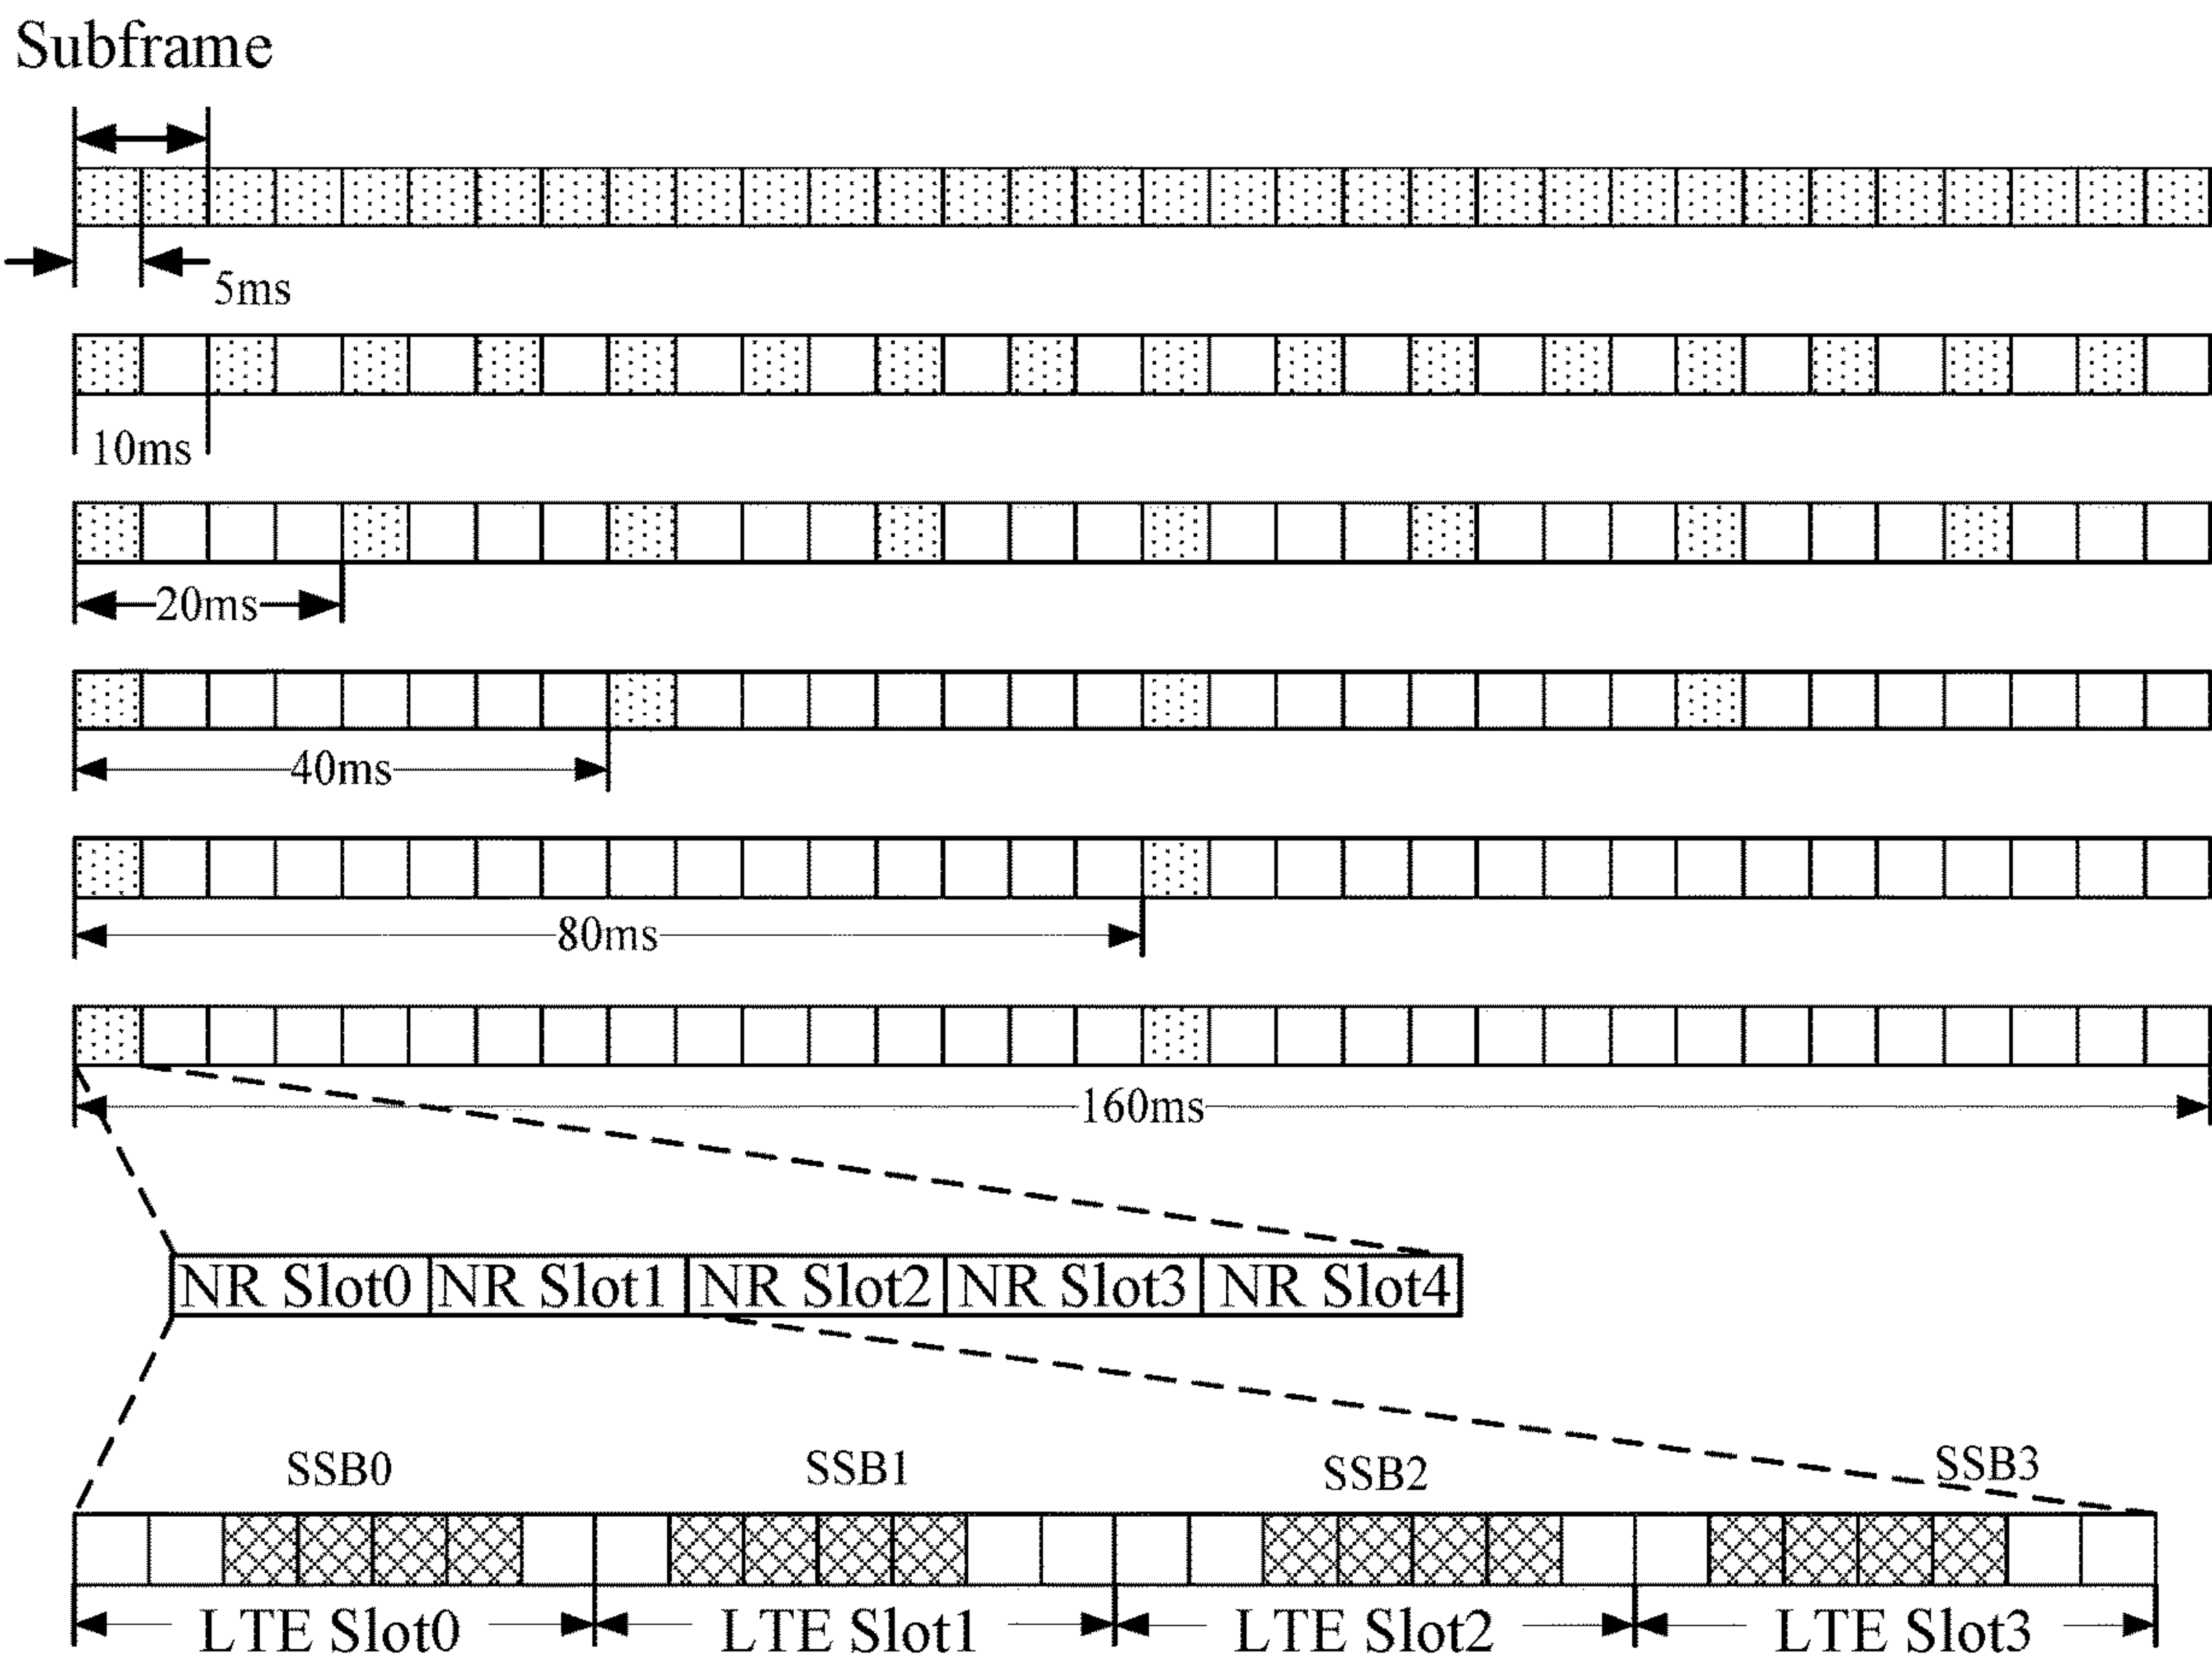 Subframe
5ms
10ms
20ms
40ms
80ms
160ms
NR Slot0 NR Slot1 NR Slot2 NR Slot3 NR Slot4
SSB0 SSB1 SSB2 SSB3
LTE Slot0 LTE Slot1 LTE Slot2 LTE Slot3